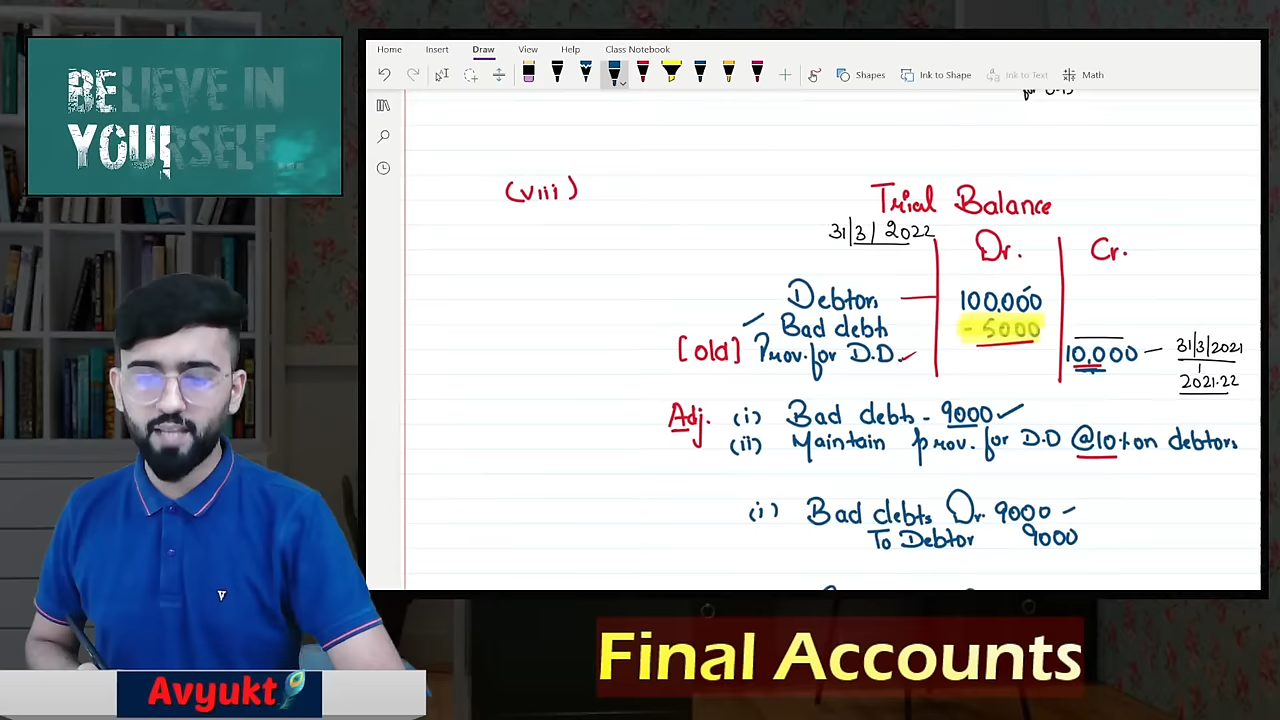 BELIEVE IN
YOURSELF...
Home Insert Draw View Help Class Notebook
Shapes Ink to Shape Ink to Text Math
(viii)
Trial Balance
31/3/2022
Dr. Cr.
Debtors 100,000
Bad debts - 5000
[old] Prov. for D.D. 10,000 - 31/3/2021
2021.22
Adj. (i) Bad debts - 9000
(ii) Maintain prov. for D.D @10% on debtors
(i) Bad debts Dr. 9000 -
To Debtor 9000
Final Accounts
Avyukt